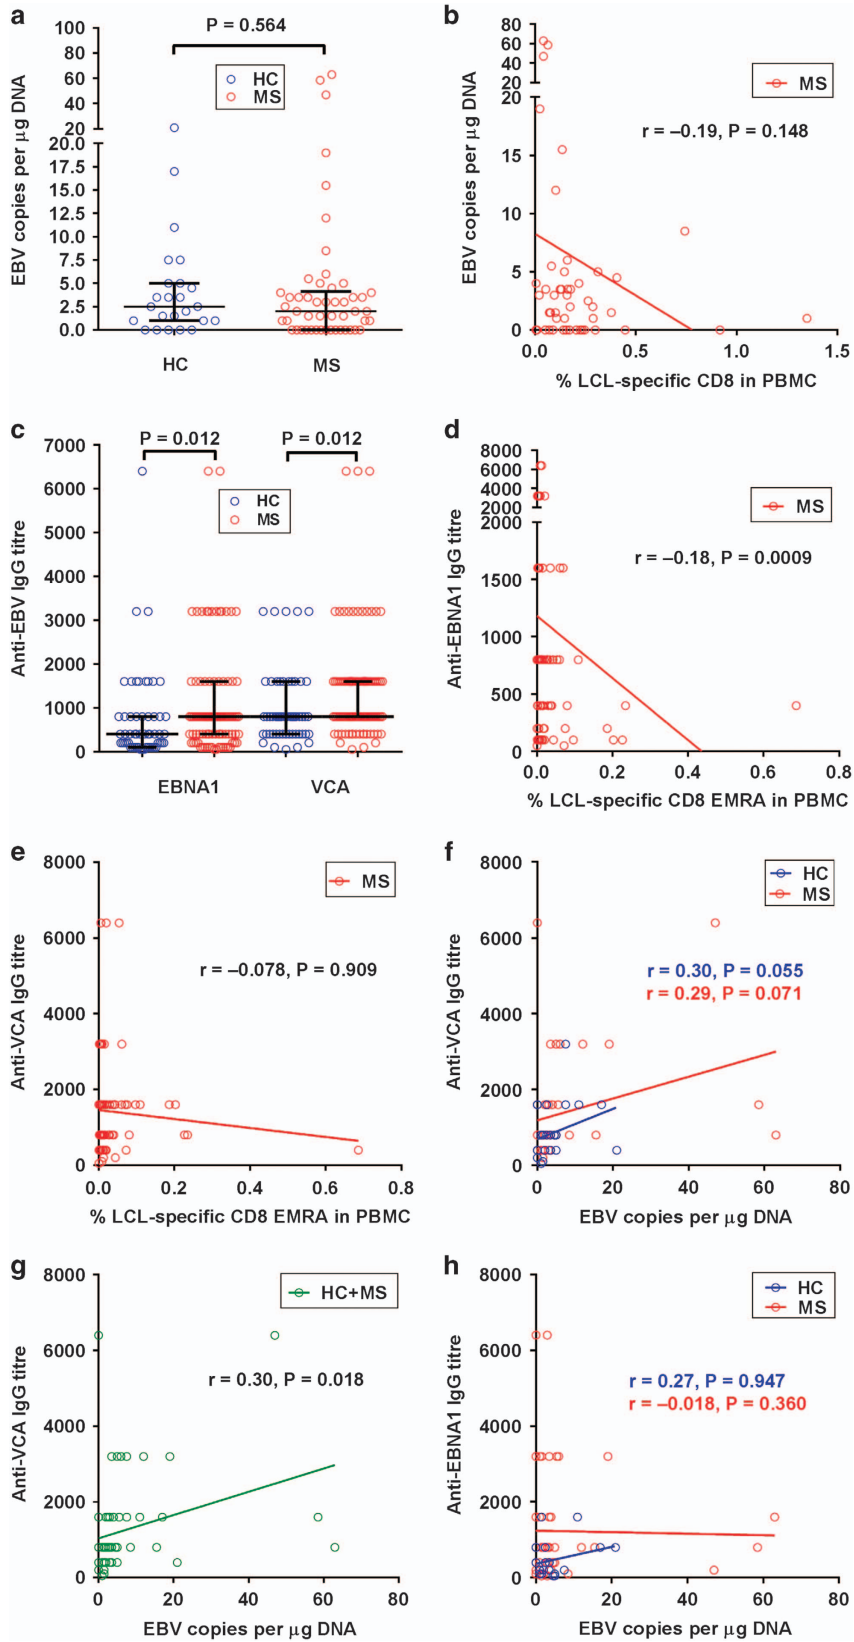 a
P = 0.564
EBV copies per µg DNA
100
80
60
40
20
20.0
17.5
15.0
12.5
10.0
7.5
5.0
2.5
0.0
HC
MS
HC
MS
b
EBV copies per µg DNA
80
60
40
20
20
15
10
5
0
MS
r = –0.19, P = 0.148
0.0 0.5 1.0 1.5
% LCL-specific CD8 in PBMC
c
Anti-EBV IgG titre
7000
6000
5000
4000
3000
2000
1000
0
P = 0.012 P = 0.012
HC
MS
EBNA1 VCA
d
Anti-EBNA1 IgG titre
8000
6000
4000
2000
2000
1500
1000
500
0
MS
r = –0.18, P = 0.0009
0.0 0.2 0.4 0.6 0.8
% LCL-specific CD8 EMRA in PBMC
e
Anti-VCA IgG titre
8000
6000
4000
2000
0
MS
r = –0.078, P = 0.909
0.0 0.2 0.4 0.6 0.8
% LCL-specific CD8 EMRA in PBMC
f
Anti-VCA IgG titre
8000
6000
4000
2000
0
HC
MS
r = 0.30, P = 0.055
r = 0.29, P = 0.071
0 20 40 60 80
EBV copies per µg DNA
g
Anti-VCA IgG titre
8000
6000
4000
2000
0
HC+MS
r = 0.30, P = 0.018
0 20 40 60 80
EBV copies per µg DNA
h
Anti-EBNA1 IgG titre
8000
6000
4000
2000
0
HC
MS
r = 0.27, P = 0.947
r = –0.018, P = 0.360
0 20 40 60 80
EBV copies per µg DNA